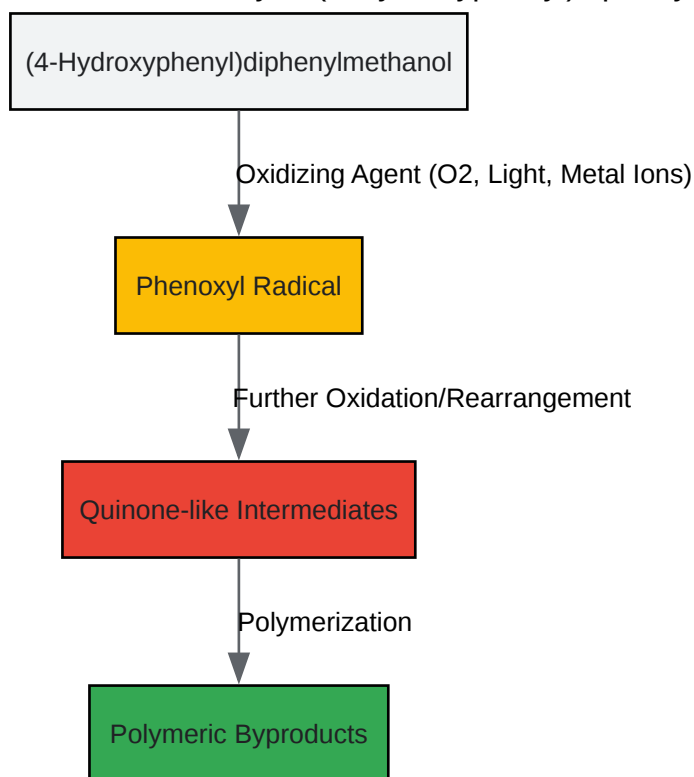 (4-Hydroxyphenyl)diphenylmethanol
Oxidizing Agent (O2, Light, Metal Ions)
Phenoxyl Radical
Further Oxidation/Rearrangement
Quinone-like Intermediates
Polymerization
Polymeric Byproducts